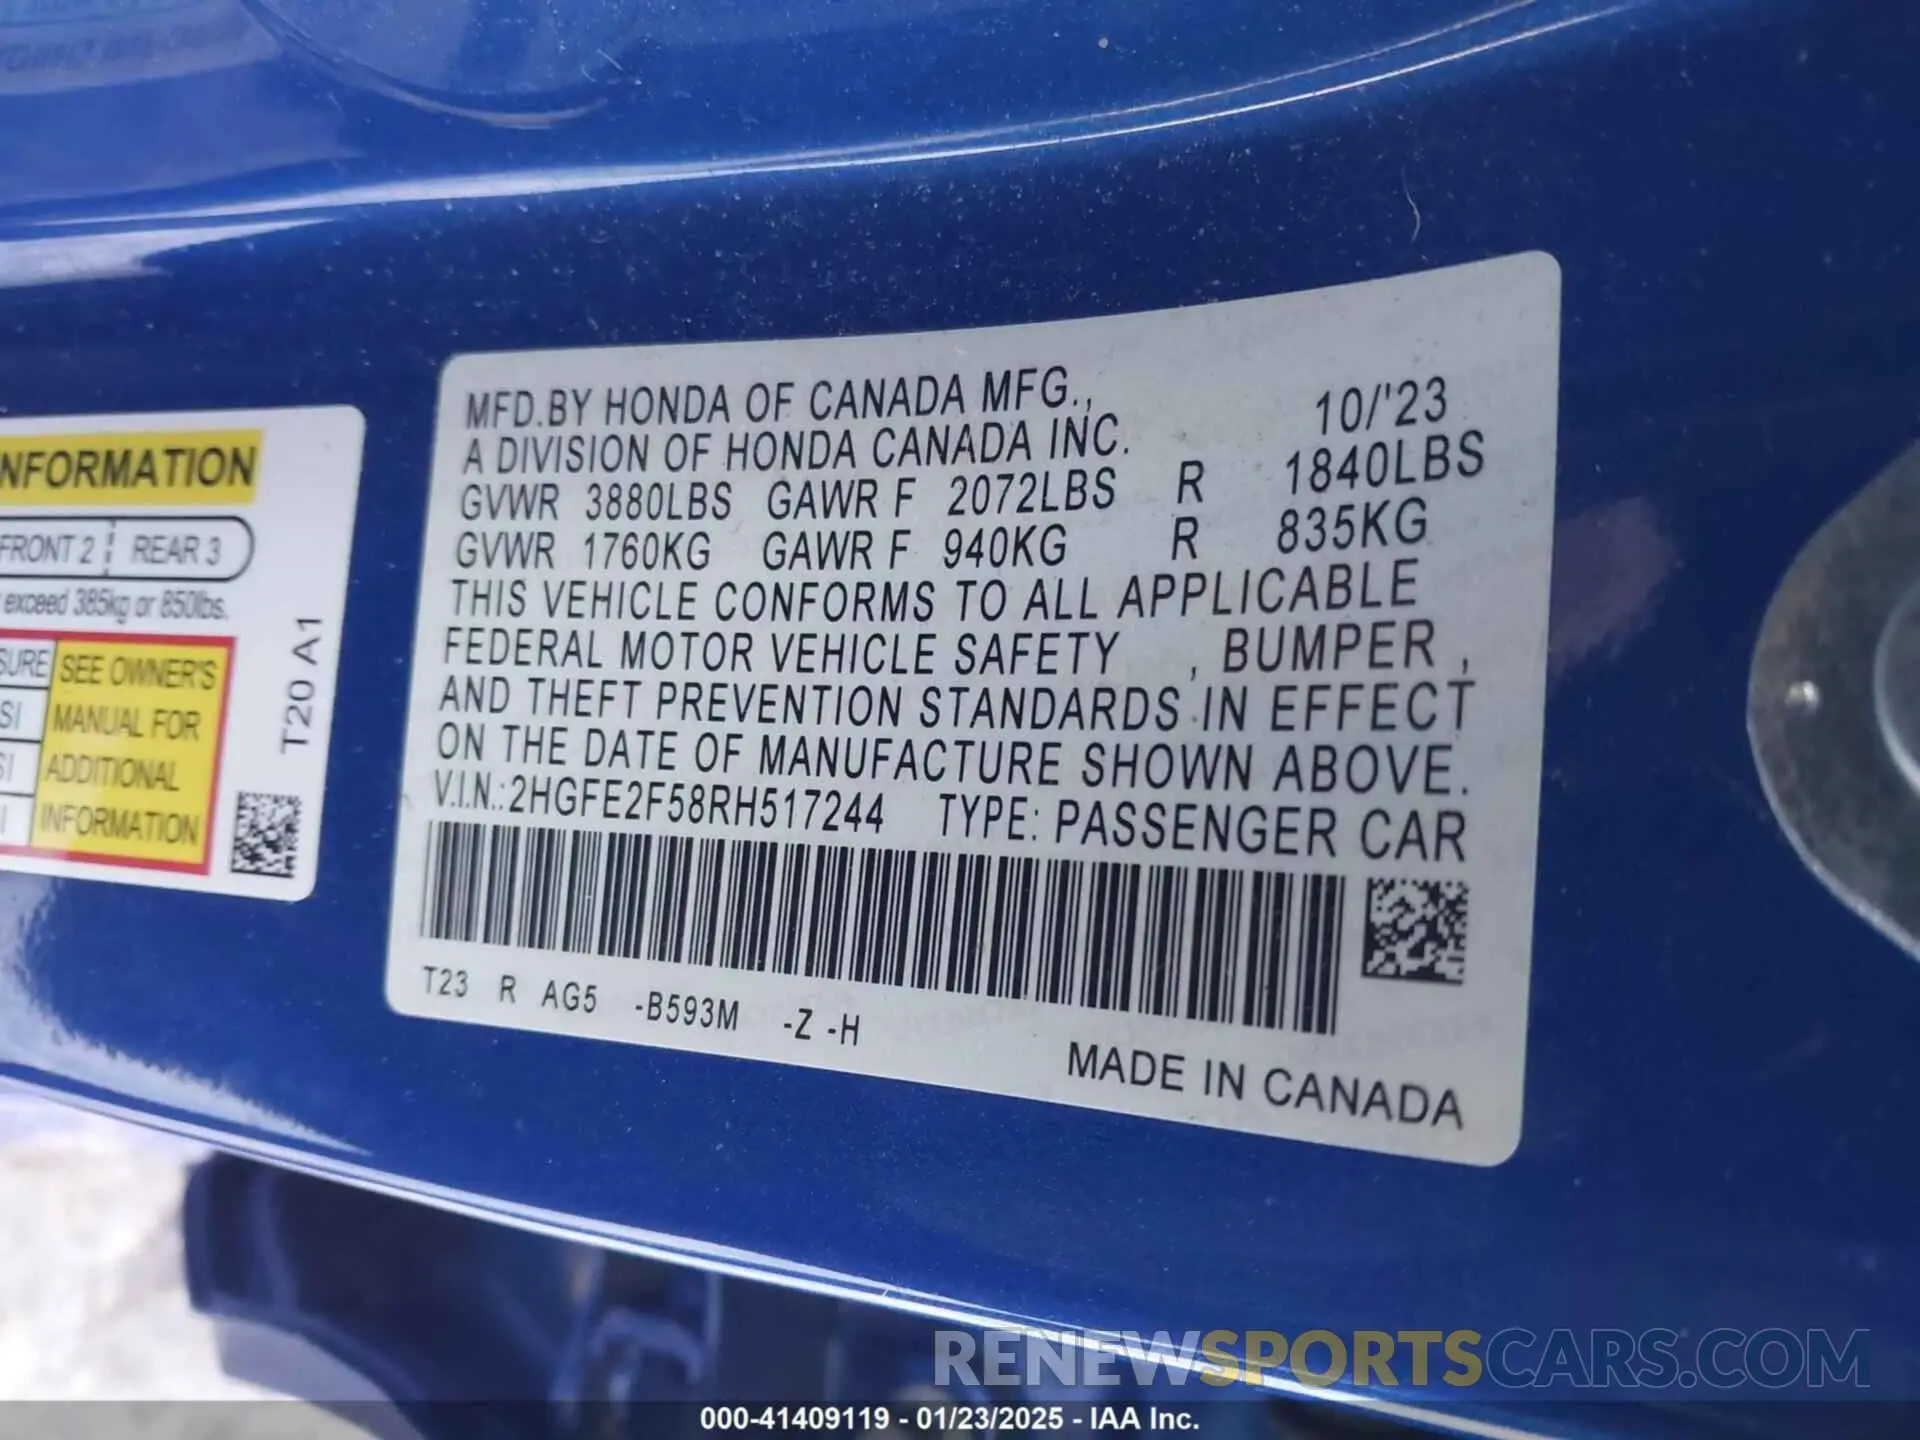 MFD.BY HONDA OF CANADA MFG., 10/'23
A DIVISION OF HONDA CANADA INC.
GVWR 3880LBS GAWR F 2072LBS R 1840LBS
GVWR 1760KG GAWR F 940KG R 835KG
THIS VEHICLE CONFORMS TO ALL APPLICABLE
FEDERAL MOTOR VEHICLE SAFETY , BUMPER ,
AND THEFT PREVENTION STANDARDS IN EFFECT
ON THE DATE OF MANUFACTURE SHOWN ABOVE.
V.I.N.:2HGFE2F58RH517244 TYPE: PASSENGER CAR
T23 R AG5 -B593M -Z -H
MADE IN CANADA
NFORMATION
FRONT 2 REAR 3
exceed 385kg or 850lbs.
SURE
SI
SI
I
SEE OWNER'S
MANUAL FOR
ADDITIONAL
INFORMATION
T20 A1
RENEWSPORTSCARS.COM
000-41409119 - 01/23/2025 - IAA Inc.